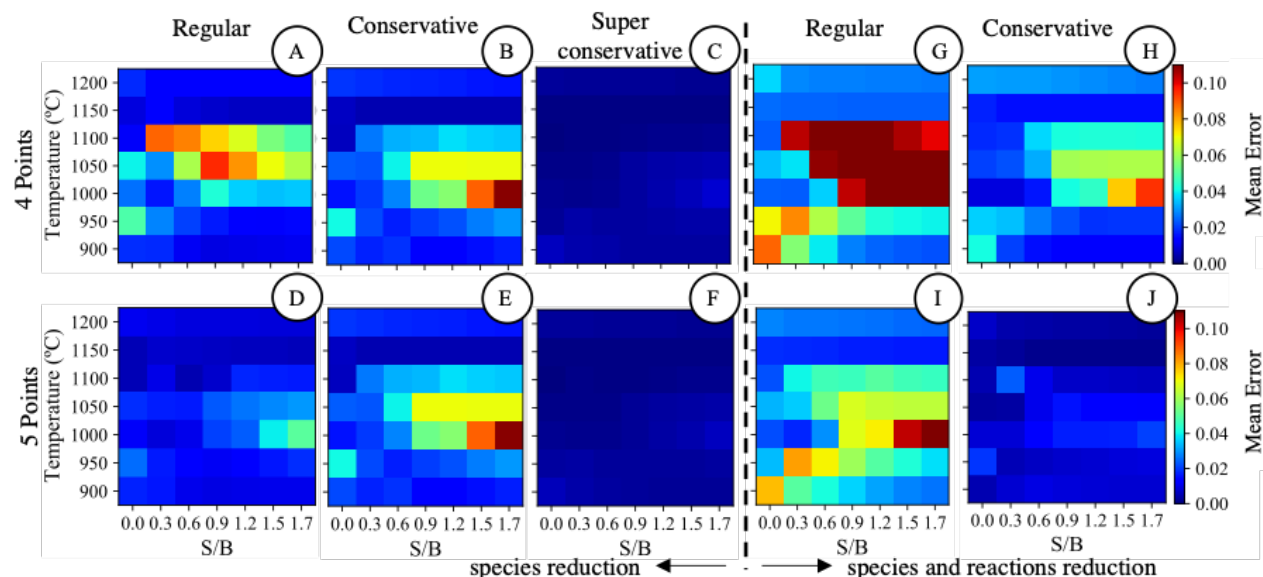 Regular
Conservative
Super
conservative
Regular
Conservative
A
B
C
G
H
4 Points
Temperature (°C)
1200
1150
1100
1050
1000
950
900
0.10
0.08
0.06
0.04
0.02
0.00
Mean Error
D
E
F
I
J
5 Points
Temperature (°C)
1200
1150
1100
1050
1000
950
900
0.10
0.08
0.06
0.04
0.02
0.00
Mean Error
0.0 0.3 0.6 0.9 1.2 1.5 1.7
0.0 0.3 0.6 0.9 1.2 1.5 1.7
0.0 0.3 0.6 0.9 1.2 1.5 1.7
0.0 0.3 0.6 0.9 1.2 1.5 1.7
0.0 0.3 0.6 0.9 1.2 1.5 1.7
S/B
S/B
S/B
S/B
S/B
species reduction
species and reactions reduction